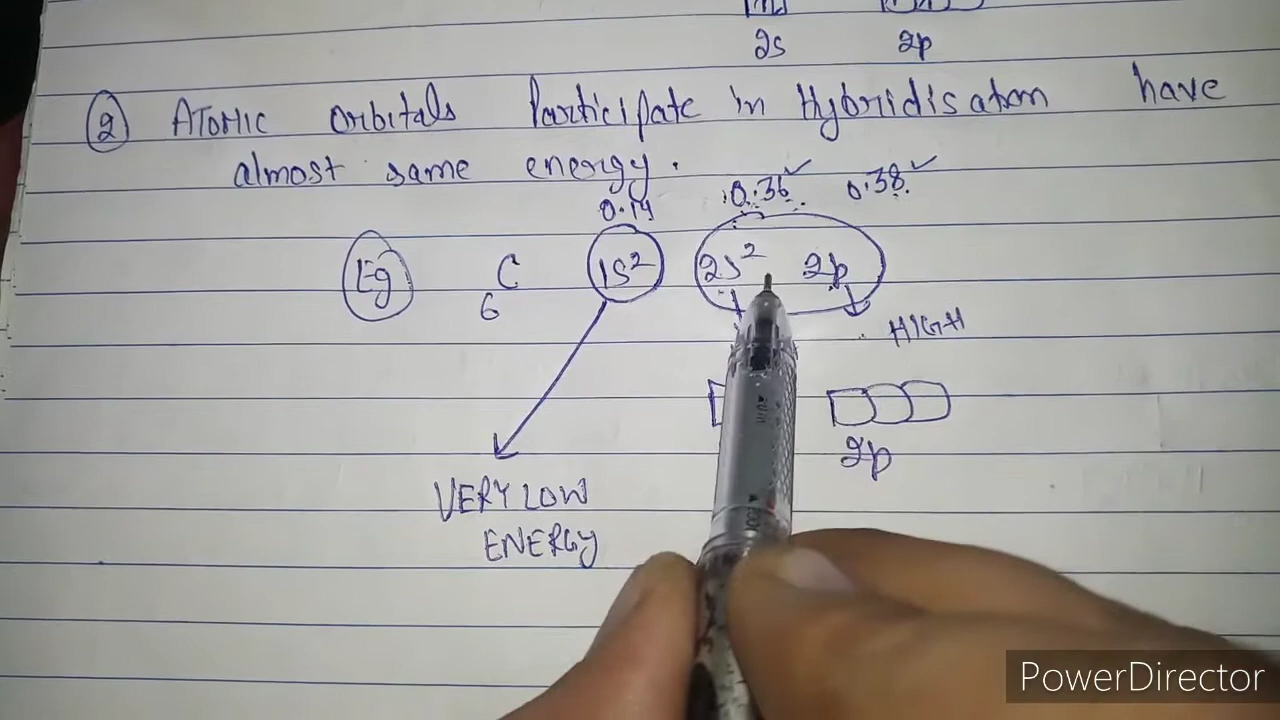 2s 2p
② Atomic orbitals Participate in Hybridisation have
almost same energy.
0.14 0.36 ✓ 0.38 ✓
Eg ₆C 1s² 2s² 2p
HIGH
2p
VERY LOW
ENERGY
PowerDirector